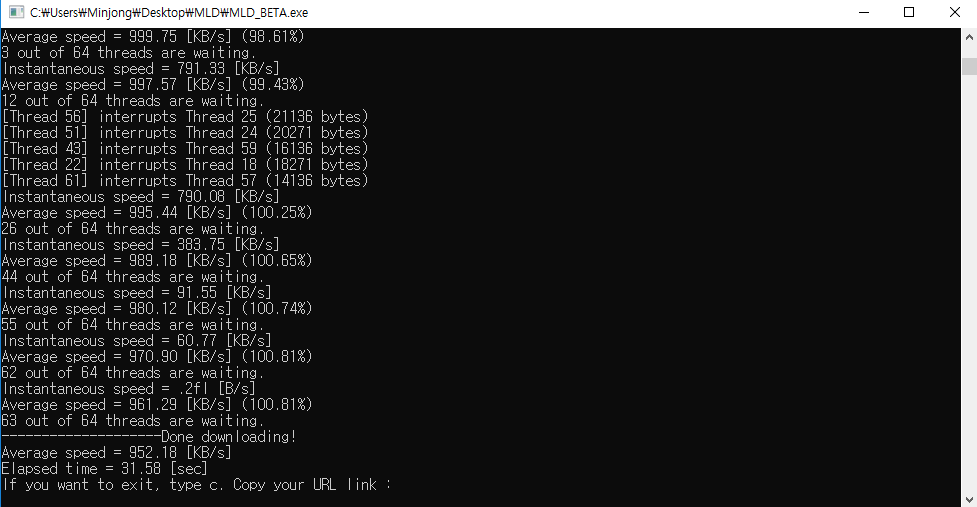 C:₩Users₩Minjong₩Desktop₩MLD₩MLD_BETA.exe
Average speed = 999.75 [KB/s] (98.61%)
3 out of 64 threads are waiting.
Instantaneous speed = 791.33 [KB/s]
Average speed = 997.57 [KB/s] (99.43%)
12 out of 64 threads are waiting.
[Thread 56] interrupts Thread 25 (21136 bytes)
[Thread 51] interrupts Thread 24 (20271 bytes)
[Thread 43] interrupts Thread 59 (16136 bytes)
[Thread 22] interrupts Thread 18 (18271 bytes)
[Thread 61] interrupts Thread 57 (14136 bytes)
Instantaneous speed = 790.08 [KB/s]
Average speed = 995.44 [KB/s] (100.25%)
26 out of 64 threads are waiting.
Instantaneous speed = 383.75 [KB/s]
Average speed = 989.18 [KB/s] (100.65%)
44 out of 64 threads are waiting.
Instantaneous speed = 91.55 [KB/s]
Average speed = 980.12 [KB/s] (100.74%)
55 out of 64 threads are waiting.
Instantaneous speed = 60.77 [KB/s]
Average speed = 970.90 [KB/s] (100.81%)
62 out of 64 threads are waiting.
Instantaneous speed = .2fl [B/s]
Average speed = 961.29 [KB/s] (100.81%)
63 out of 64 threads are waiting.
--------------------Done downloading!
Average speed = 952.18 [KB/s]
Elapsed time = 31.58 [sec]
If you want to exit, type c. Copy your URL link :